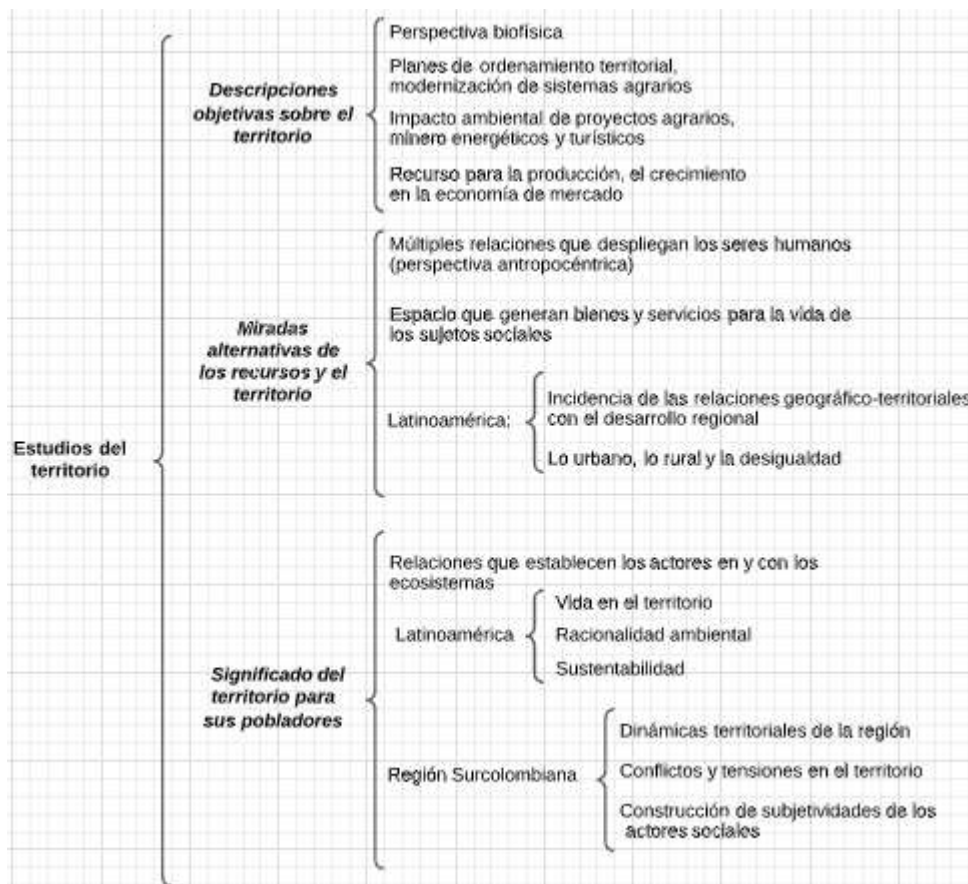 Estudios del
territorio
Descripciones
objetivas sobre el
territorio
Perspectiva biofísica
Planes de ordenamiento territorial,
modernización de sistemas agrarios
Impacto ambiental de proyectos agrarios,
minero energéticos y turísticos
Recurso para la producción, el crecimiento
en la economía de mercado
Miradas
alternativas de
los recursos y el
territorio
Múltiples relaciones que despliegan los seres humanos
(perspectiva antropocéntrica)
Espacio que generan bienes y servicios para la vida de
los sujetos sociales
Latinoamérica:
Incidencia de las relaciones geográfico-territoriales
con el desarrollo regional
Lo urbano, lo rural y la desigualdad
Significado del
territorio para
sus pobladores
Relaciones que establecen los actores en y con los
ecosistemas
Latinoamérica
Vida en el territorio
Racionalidad ambiental
Sustentabilidad
Región Surcolombiana
Dinámicas territoriales de la región
Conflictos y tensiones en el territorio
Construcción de subjetividades de los
actores sociales